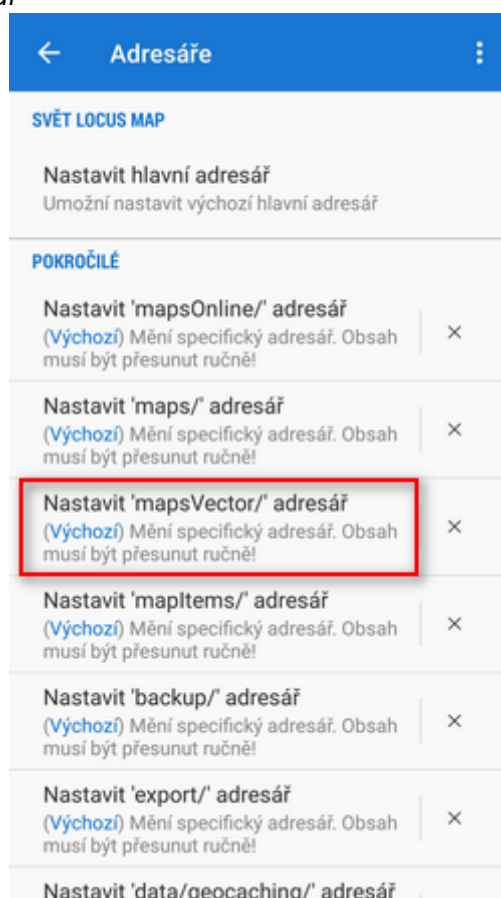 Adresáře
SVĚT LOCUS MAP
Nastavit hlavní adresář
Umožní nastavit výchozí hlavní adresář
POKROČILÉ
Nastavit 'mapsOnline/' adresář
(Výchozí) Mění specifický adresář. Obsah
musí být přesunut ručně!
Nastavit 'maps/' adresář
(Výchozí) Mění specifický adresář. Obsah
musí být přesunut ručně!
Nastavit 'mapsVector/' adresář
(Výchozí) Mění specifický adresář. Obsah
musí být přesunut ručně!
Nastavit 'mapItems/' adresář
(Výchozí) Mění specifický adresář. Obsah
musí být přesunut ručně!
Nastavit 'backup/' adresář
(Výchozí) Mění specifický adresář. Obsah
musí být přesunut ručně!
Nastavit 'export/' adresář
(Výchozí) Mění specifický adresář. Obsah
musí být přesunut ručně!
Nastavit 'data/geocaching/' adresář